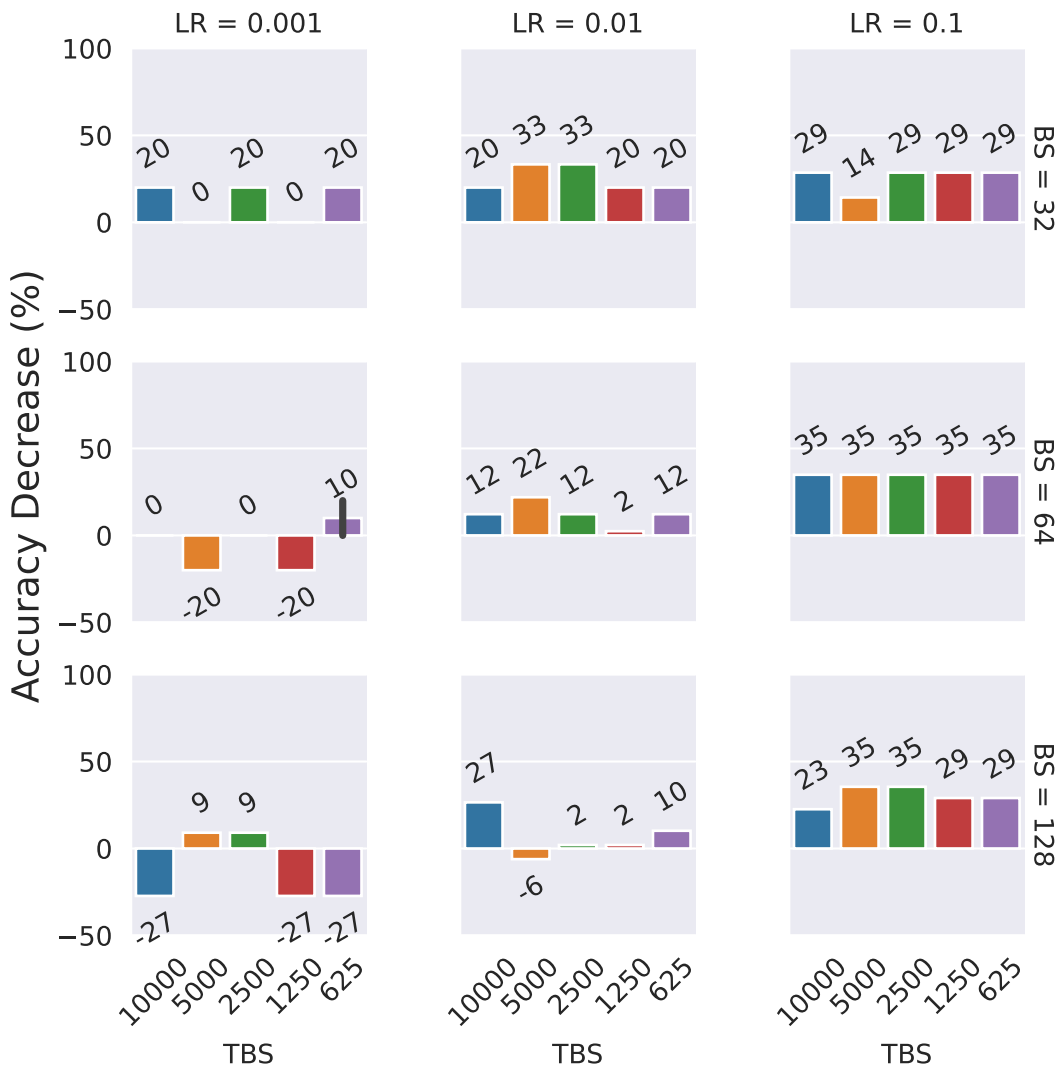 LR = 0.001 LR = 0.01 LR = 0.1
Accuracy Decrease (%)
100
50
0
−50
20 0 20 0 20
20 33 33 20 20
29 14 29 29 29
BS = 32
100
50
0
−50
0 -20 0 -20 10
12 22 12 2 12
35 35 35 35 35
BS = 64
100
50
0
−50
-27 9 9 -27 -27
27 -6 2 2 10
23 35 35 29 29
BS = 128
10000 5000 2500 1250 625
10000 5000 2500 1250 625
10000 5000 2500 1250 625
TBS TBS TBS